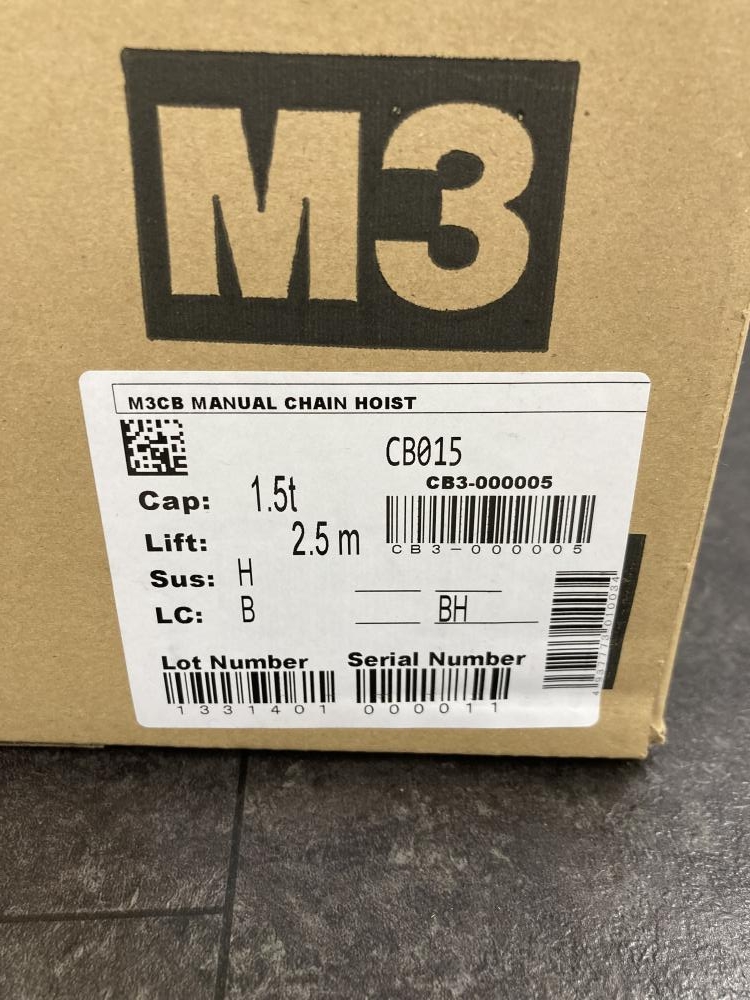 M3
M3CB MANUAL CHAIN HOIST
CB015
CB3-000005
Cap: 1.5t
CB3-000005
Lift: 2.5 m
Sus: H
LC: B
BH
Lot Number
Serial Number
1331401
000011